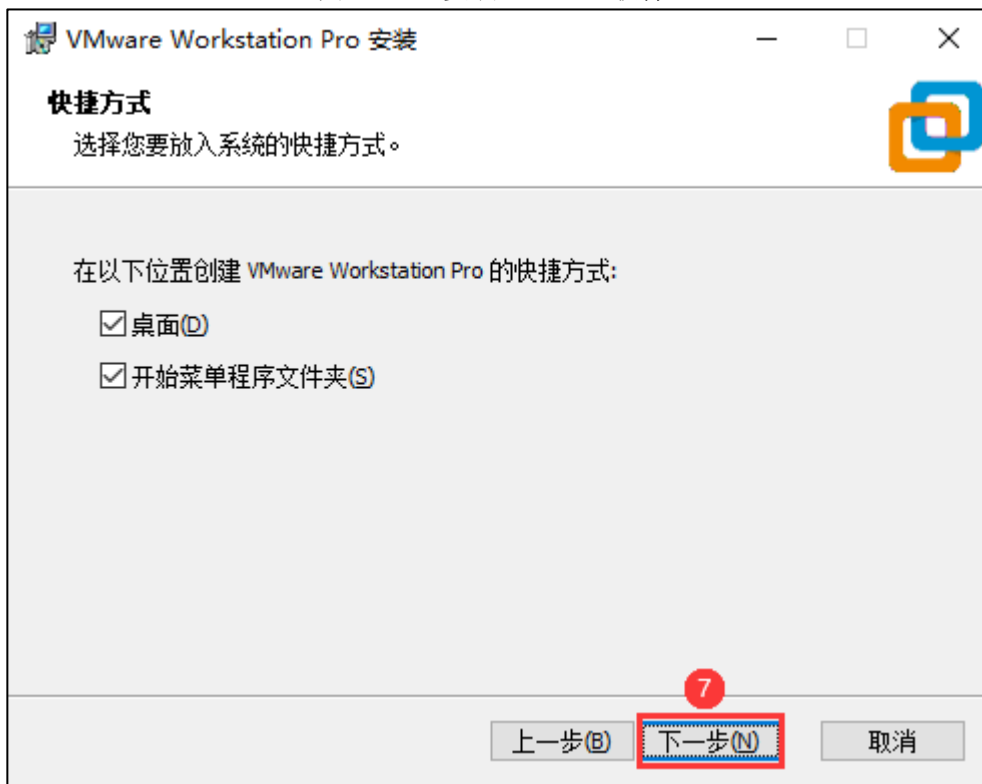 VMware Workstation Pro 安装
快捷方式
选择您要放入系统的快捷方式。
在以下位置创建 VMware Workstation Pro 的快捷方式:
桌面(D)
开始菜单程序文件夹(S)
7
上一步(B) 下一步(N) 取消